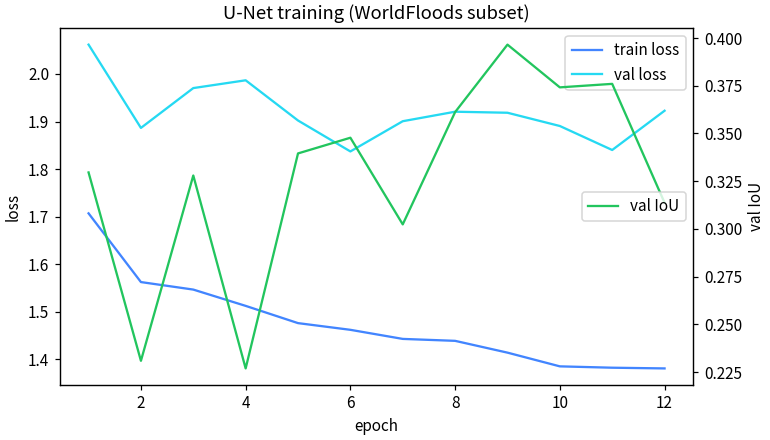 U-Net training (WorldFloods subset)
train loss
val loss
val IoU
loss
2.0
1.9
1.8
1.7
1.6
1.5
1.4
0.400
0.375
0.350
0.325
0.300
0.275
0.250
0.225
val IoU
2 4 6 8 10 12
epoch